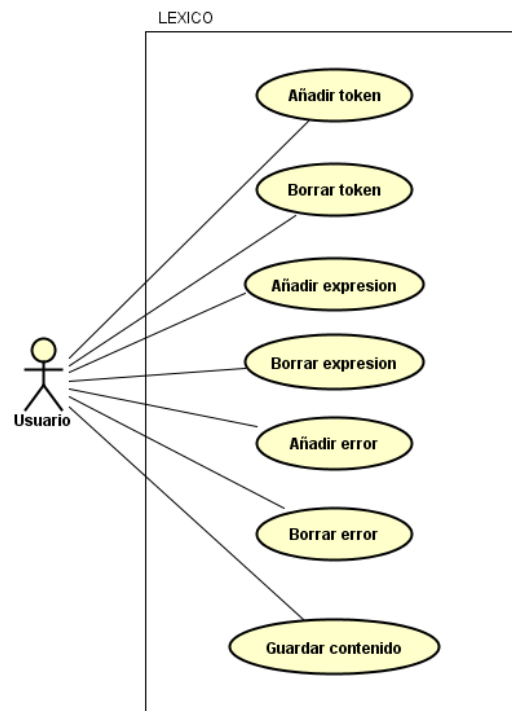 LEXICO
Añadir token
Borrar token
Añadir expresion
Borrar expresion
Usuario
Añadir error
Borrar error
Guardar contenido